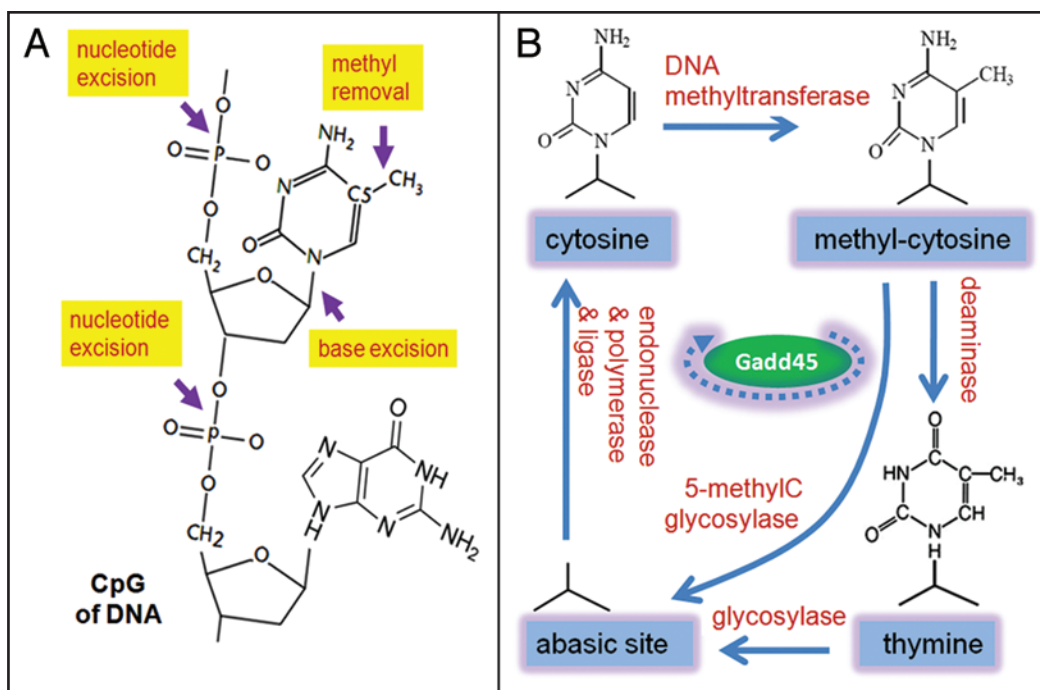 A
nucleotide
excision
methyl
removal
O
O
P
O
O
CH2
NH2
N
C5
CH3
O
N
O
nucleotide
excision
base excision
O
O
P
O
O
CH2
O
N
NH
N
H
N
NH2
O
CpG
of DNA
B
NH2
N
O
N
DNA
methyltransferase
NH2
CH3
N
O
N
cytosine
methyl-cytosine
endonuclease
& polymerase
& ligase
Gadd45
deaminase
5-methylC
glycosylase
O
HN
C
C
CH3
C
CH
O
N
H
abasic site
glycosylase
thymine